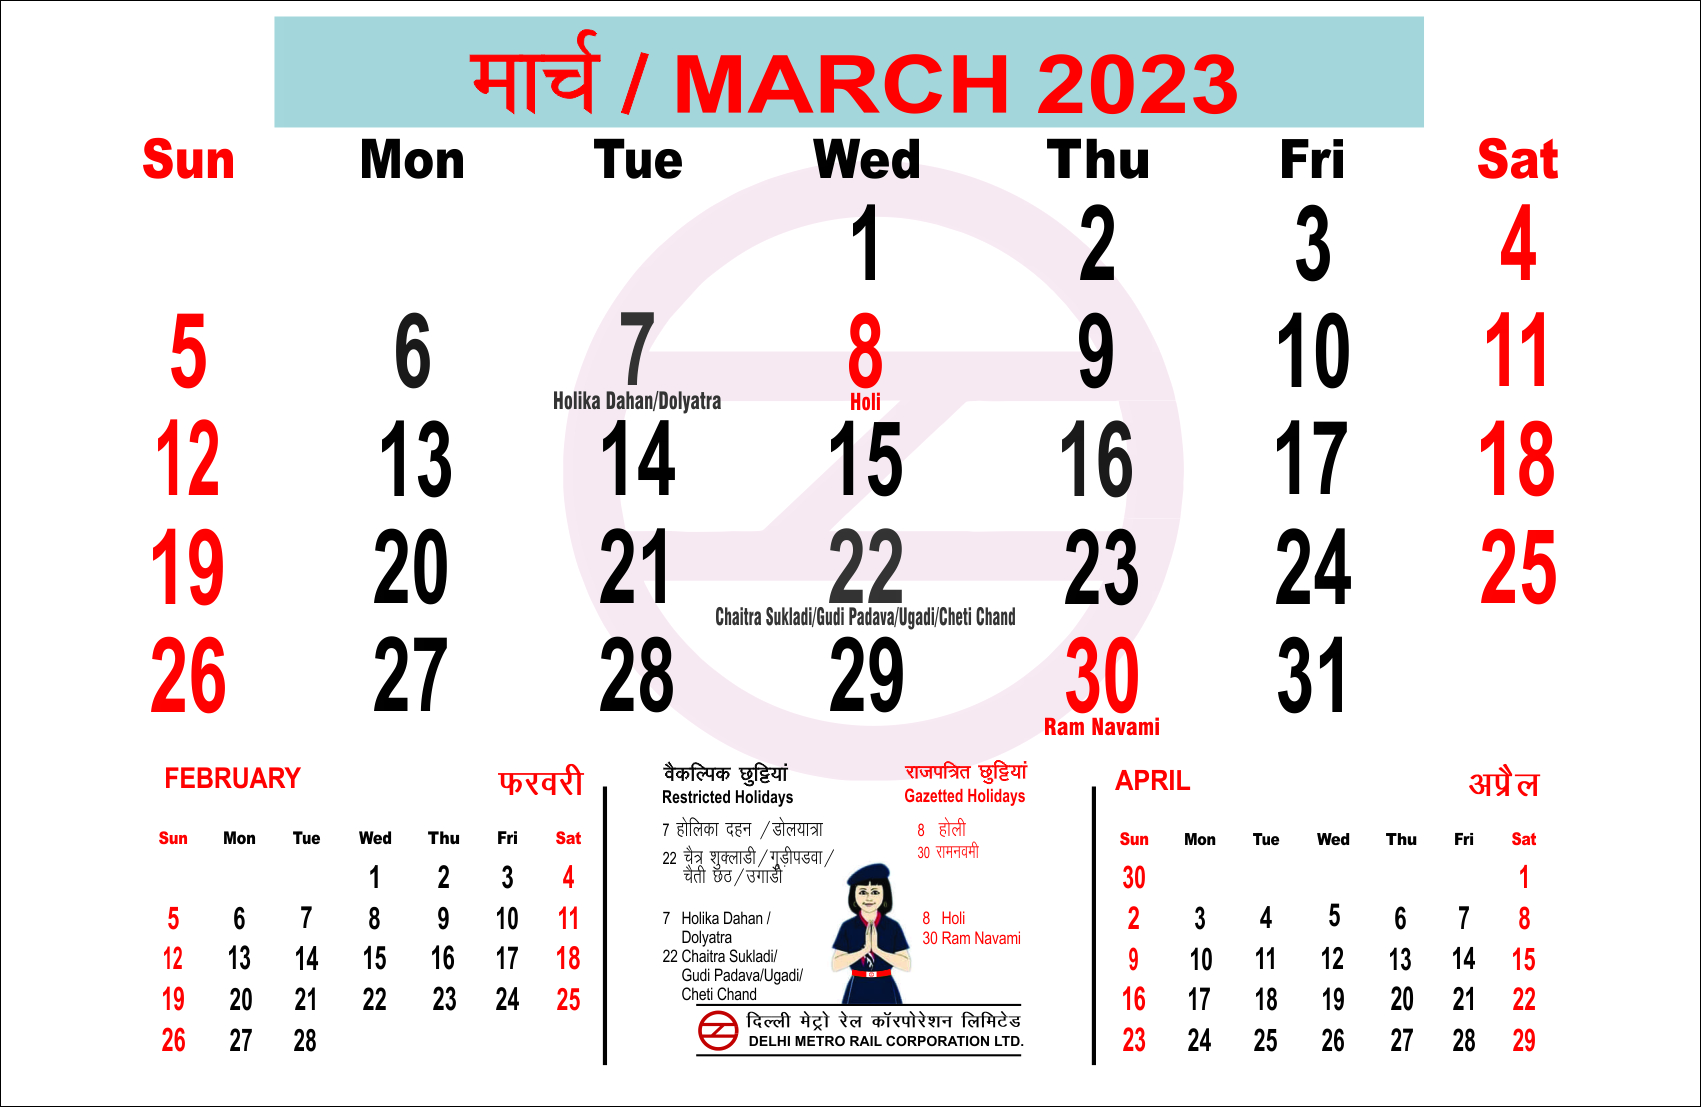 मार्च / MARCH 2023
Sun Mon Tue Wed Thu Fri Sat
1 2 3 4
5 6 7 8 9 10 11
Holika Dahan/Dolyatra Holi
12 13 14 15 16 17 18
19 20 21 22 23 24 25
Chaitra Sukladi/Gudi Padava/Ugadi/Cheti Chand
26 27 28 29 30 31
Ram Navami
FEBRUARY फरवरी
Sun Mon Tue Wed Thu Fri Sat
1 2 3 4
5 6 7 8 9 10 11
12 13 14 15 16 17 18
19 20 21 22 23 24 25
26 27 28
वैकल्पिक छुट्टियां
Restricted Holidays
7 होलिका दहन /डोलयात्रा
22 चैत्र शुक्लाडी/गुड़ीपडवा/
चैती छठ/उगाडी
7 Holika Dahan /
Dolyatra
22 Chaitra Sukladi/
Gudi Padava/Ugadi/
Cheti Chand
राजपत्रित छुट्टियां
Gazetted Holidays
8 होली
30 रामनवमी
8 Holi
30 Ram Navami
दिल्ली मेट्रो रेल कॉरपोरेशन लिमिटेड
DELHI METRO RAIL CORPORATION LTD.
APRIL अप्रैल
Sun Mon Tue Wed Thu Fri Sat
30 1
2 3 4 5 6 7 8
9 10 11 12 13 14 15
16 17 18 19 20 21 22
23 24 25 26 27 28 29